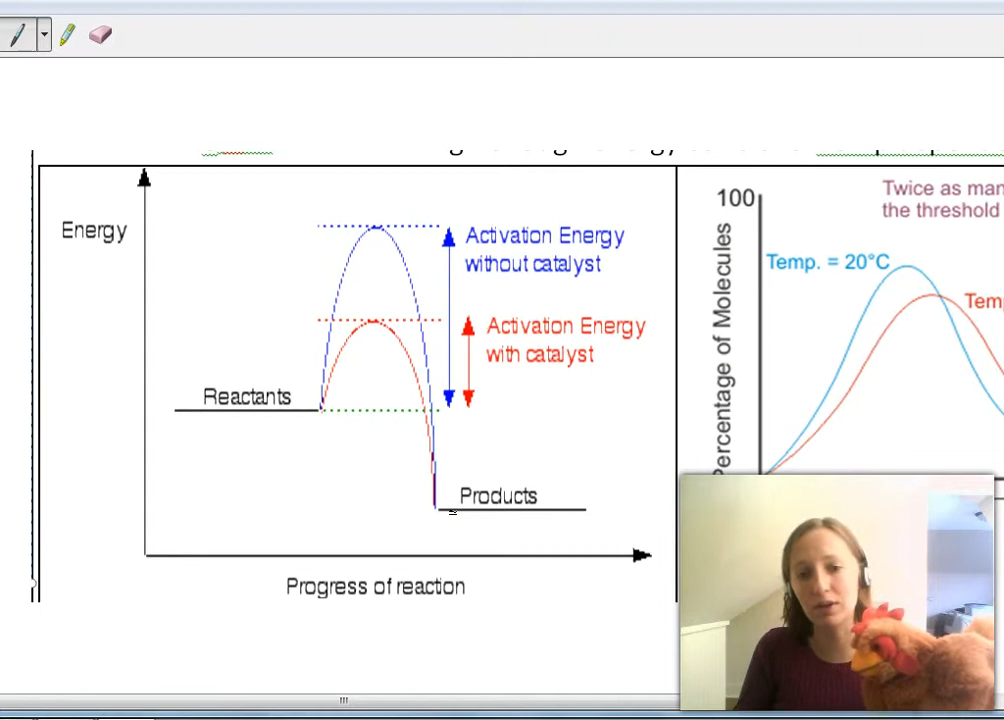 Energy
Activation Energy
without catalyst
Activation Energy
with catalyst
Reactants
Products
Progress of reaction
100
Percentage of Molecules
Twice as man
the threshold
Temp. = 20°C
Temp